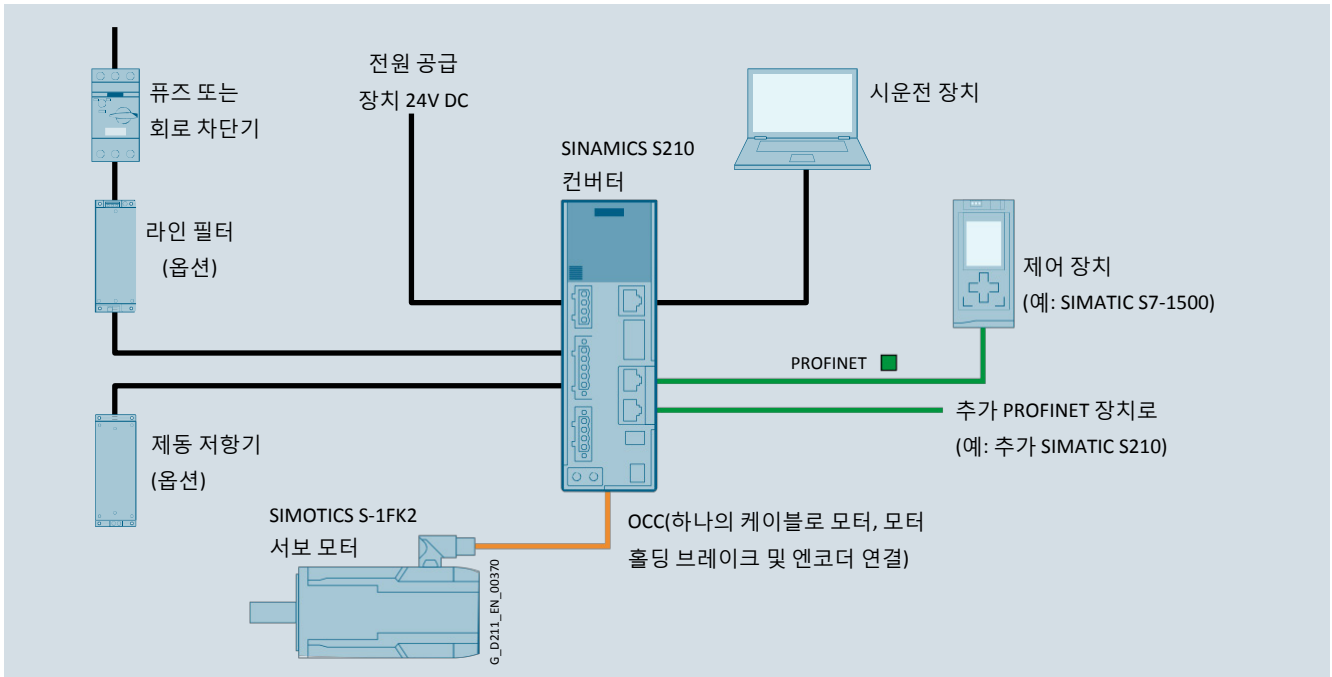 퓨즈 또는
회로 차단기
라인 필터
(옵션)
제동 저항기
(옵션)
전원 공급
장치 24V DC
SINAMICS S210
컨버터
시운전 장치
제어 장치
(예: SIMATIC S7-1500)
PROFINET
추가 PROFINET 장치로
(예: 추가 SIMATIC S210)
SIMOTICS S-1FK2
서보 모터
OCC(하나의 케이블로 모터, 모터
홀딩 브레이크 및 엔코더 연결)
G_D211_EN_00370